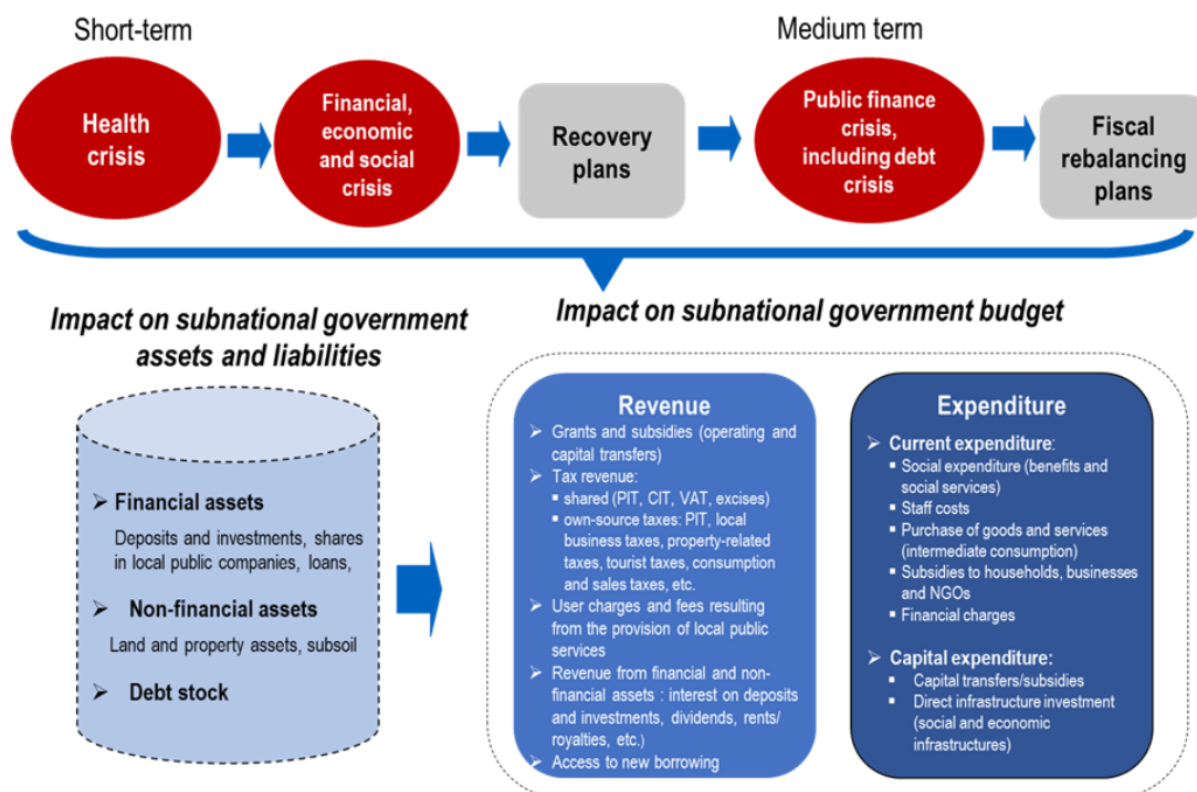 Short-term
Medium term
Health
crisis
Financial,
economic
and social
crisis
Recovery
plans
Public finance
crisis,
including debt
crisis
Fiscal
rebalancing
plans
Impact on subnational government
assets and liabilities
Impact on subnational government budget
➢ Financial assets
Deposits and investments, shares
in local public companies, loans,
➢ Non-financial assets
Land and property assets, subsoil
➢ Debt stock
Revenue
➢ Grants and subsidies (operating and
capital transfers)
➢ Tax revenue:
▪ shared (PIT, CIT, VAT, excises)
▪ own-source taxes: PIT, local
business taxes, property-related
taxes, tourist taxes, consumption
and sales taxes, etc.
➢ User charges and fees resulting
from the provision of local public
services
➢ Revenue from financial and non-
financial assets : interest on deposits
and investments, dividends, rents/
royalties, etc.)
➢ Access to new borrowing
Expenditure
➢ Current expenditure:
▪ Social expenditure (benefits and
social services)
▪ Staff costs
▪ Purchase of goods and services
(intermediate consumption)
▪ Subsidies to households, businesses
and NGOs
▪ Financial charges
➢ Capital expenditure:
▪ Capital transfers/subsidies
▪ Direct infrastructure investment
(social and economic
infrastructures)